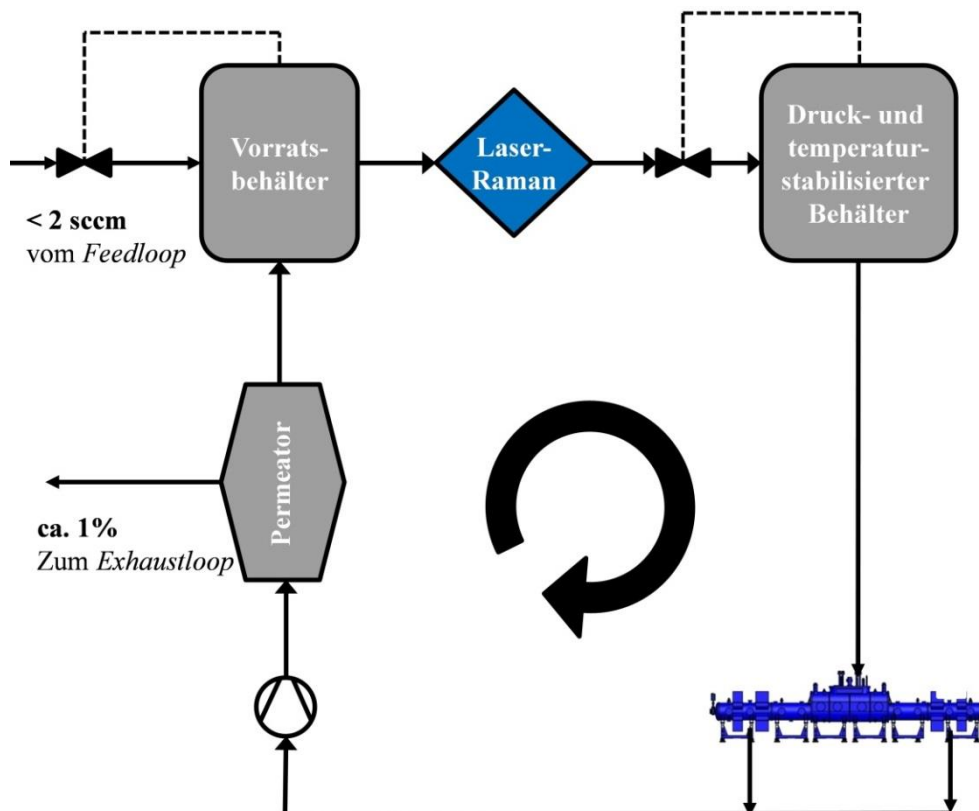 Vorrats-
behälter
Laser-
Raman
Druck- und
temperatur-
stabilisierter
Behälter
< 2 sccm
vom Feedloop
Permeator
ca. 1%
Zum Exhaustloop